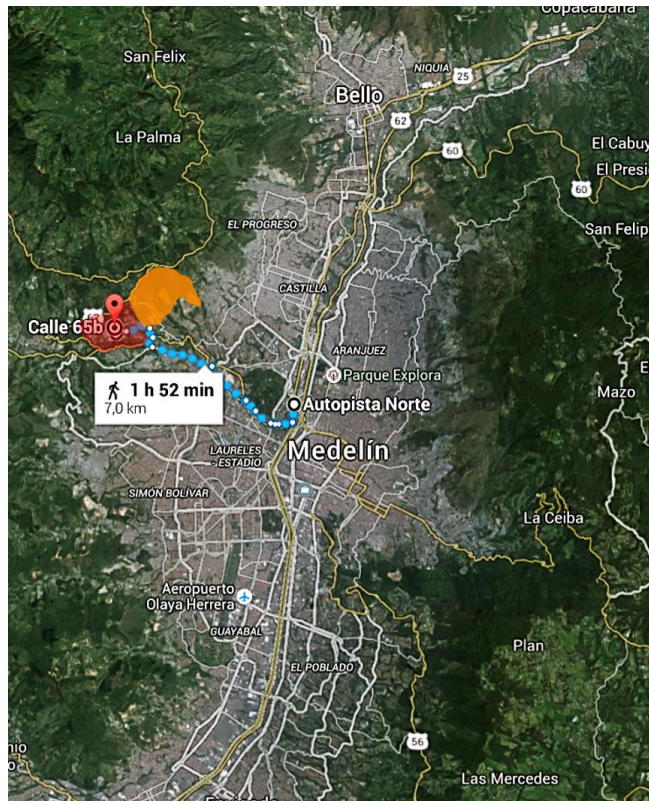 Copacabana
San Felix
NIQUIA
25
Bello
62
La Palma
60
El Cabuy
El Presi
60
EL PROGRESO
San Felip
CASTILLA
Calle 65b
ARANJUEZ
Parque Explora
1 h 52 min
7,0 km
Autopista Norte
Mazo
LAURELES
- ESTADIO
Medelín
SIMÓN BOLÍVAR
La Ceiba
Aeropuerto
Olaya Herrera
GUAYABAL
Plan
EL POBLADO
56
nio
o
Las Mercedes